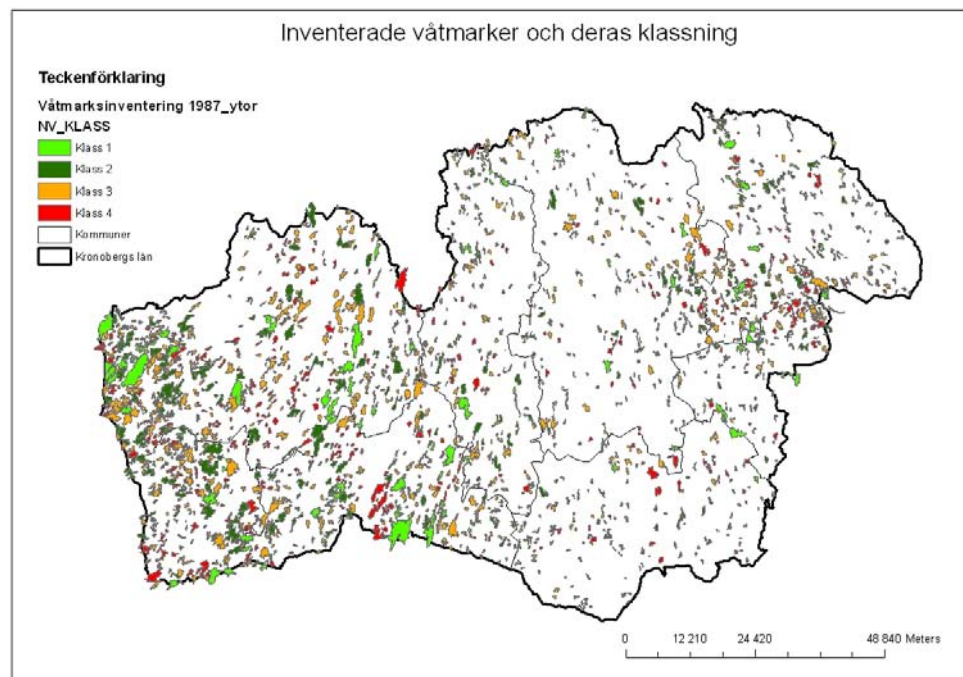 Inventerade våtmarker och deras klassning
Teckenförklaring
Våtmarksinventering 1987_ytor
NV_KLASS
Klass 1
Klass 2
Klass 3
Klass 4
Kommuner
Kronobergs län
0 12 210 24 420 48 840 Meters